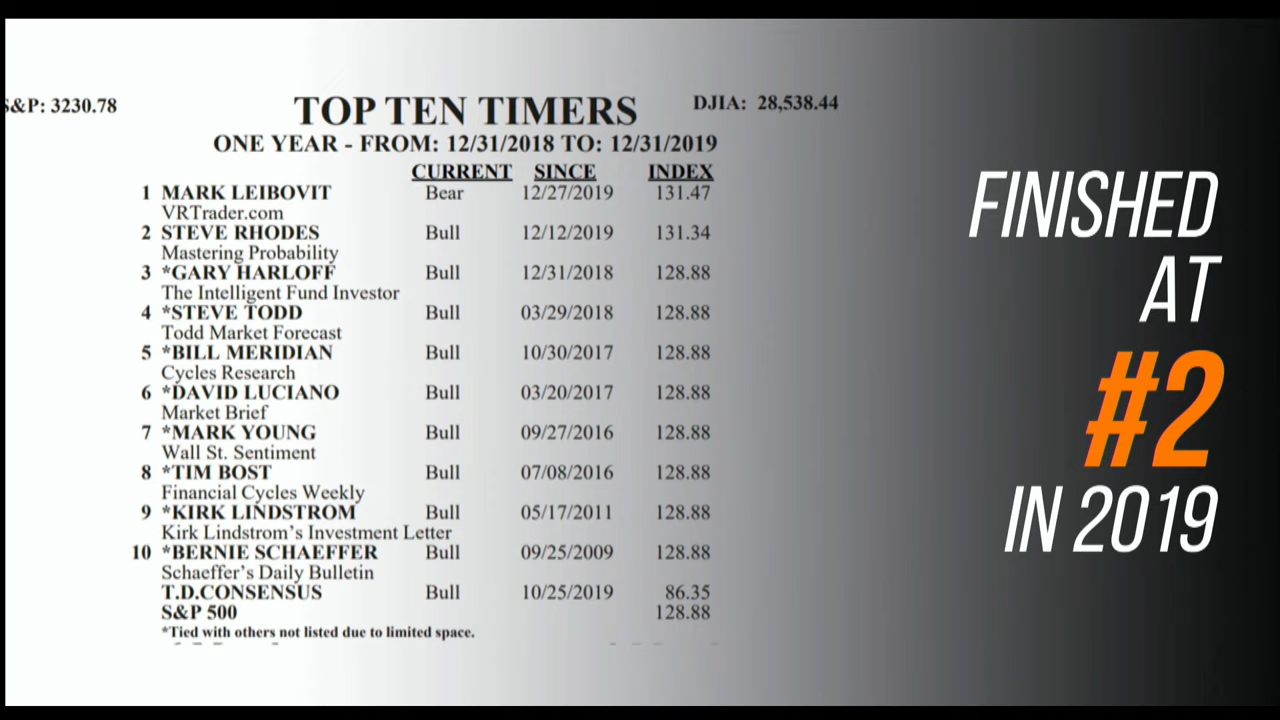 S&P: 3230.78
TOP TEN TIMERS
DJIA: 28,538.44
ONE YEAR - FROM: 12/31/2018 TO: 12/31/2019
CURRENT SINCE INDEX
1 MARK LEIBOVIT Bear 12/27/2019 131.47
VRTrader.com
2 STEVE RHODES Bull 12/12/2019 131.34
Mastering Probability
3 *GARY HARLOFF Bull 12/31/2018 128.88
The Intelligent Fund Investor
4 *STEVE TODD Bull 03/29/2018 128.88
Todd Market Forecast
5 *BILL MERIDIAN Bull 10/30/2017 128.88
Cycles Research
6 *DAVID LUCIANO Bull 03/20/2017 128.88
Market Brief
7 *MARK YOUNG Bull 09/27/2016 128.88
Wall St. Sentiment
8 *TIM BOST Bull 07/08/2016 128.88
Financial Cycles Weekly
9 *KIRK LINDSTROM Bull 05/17/2011 128.88
Kirk Lindstrom's Investment Letter
10 *BERNIE SCHAEFFER Bull 09/25/2009 128.88
Schaeffer's Daily Bulletin
T.D.CONSENSUS Bull 10/25/2019 86.35
S&P 500 128.88
*Tied with others not listed due to limited space.
FINISHED
AT
#2
IN 2019